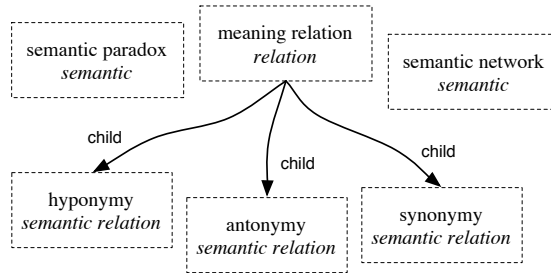 semantic paradox
semantic
meaning relation
relation
semantic network
semantic
child
child
child
hyponymy
semantic relation
antonymy
semantic relation
synonymy
semantic relation